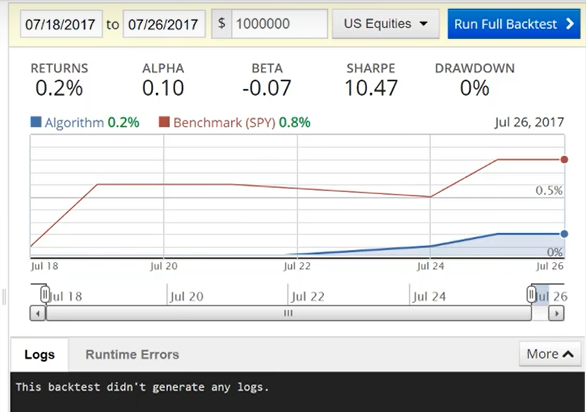 07/18/2017 to 07/26/2017 $ 1000000 US Equities Run Full Backtest
RETURNS ALPHA BETA SHARPE DRAWDOWN
0.2% 0.10 -0.07 10.47 0%
Algorithm 0.2% Benchmark (SPY) 0.8% Jul 26, 2017
0.5%
0%
Jul 18 Jul 20 Jul 22 Jul 24 Jul 26
Jul 18 Jul 20 Jul 22 Jul 24 Jul 26
Logs Runtime Errors More
This backtest didn't generate any logs.